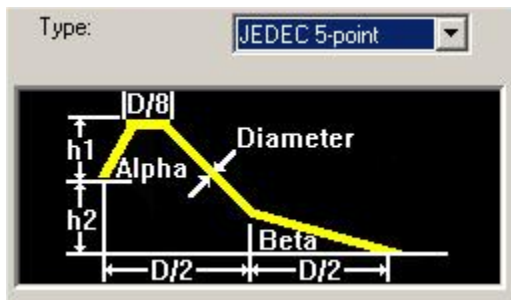 Type: JEDEC 5-point
|D/8|
Diameter
h1
Alpha
h2
Beta
D/2 D/2